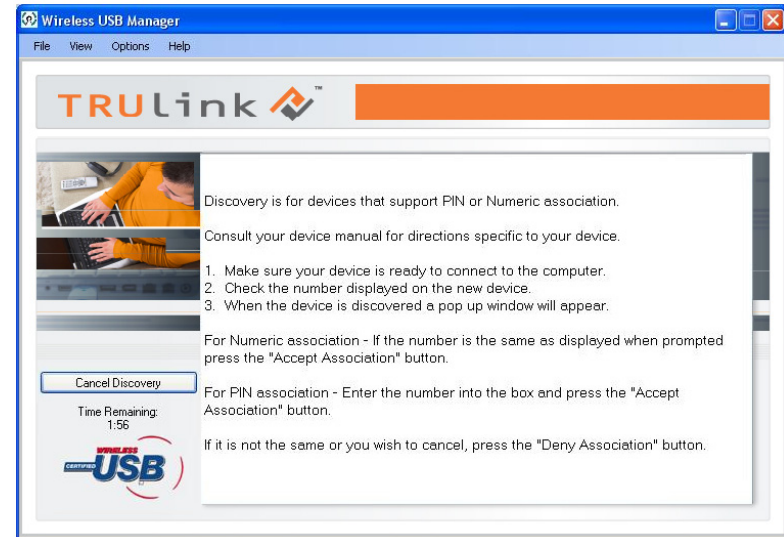 Wireless USB Manager
File View Options Help
TRULink ™
Discovery is for devices that support PIN or Numeric association.
Consult your device manual for directions specific to your device.
1. Make sure your device is ready to connect to the computer.
2. Check the number displayed on the new device.
3. When the device is discovered a pop up window will appear.
For Numeric association - If the number is the same as displayed when prompted
press the "Accept Association" button.
For PIN association - Enter the number into the box and press the "Accept
Association" button.
If it is not the same or you wish to cancel, press the "Deny Association" button.
Cancel Discovery
Time Remaining:
1:56
WIRELESS
CERTIFIED USB